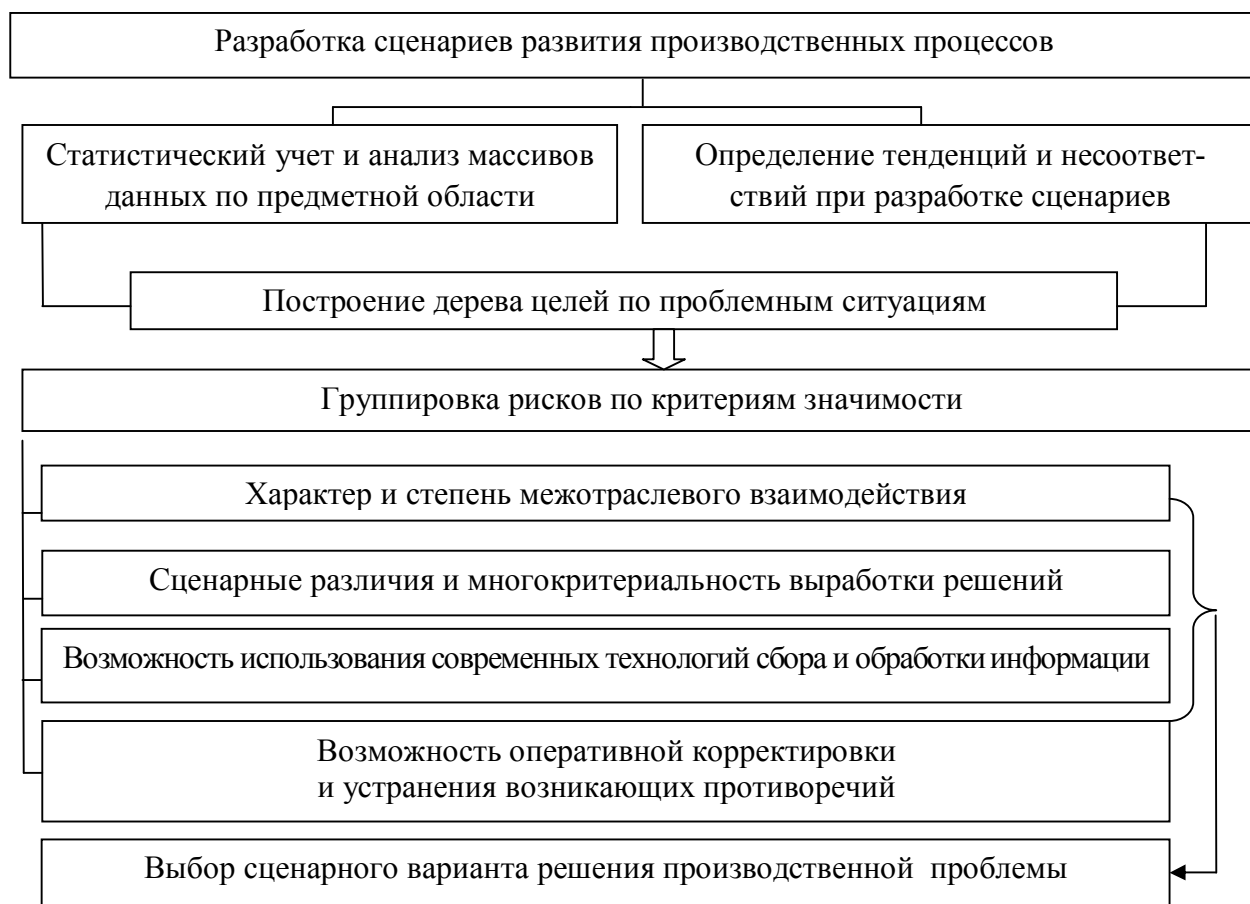 Разработка сценариев развития производственных процессов
Статистический учет и анализ массивов
данных по предметной области
Определение тенденций и несоответ-
ствий при разработке сценариев
Построение дерева целей по проблемным ситуациям
Группировка рисков по критериям значимости
Характер и степень межотраслевого взаимодействия
Сценарные различия и многокритериальность выработки решений
Возможность использования современных технологий сбора и обработки информации
Возможность оперативной корректировки
и устранения возникающих противоречий
Выбор сценарного варианта решения производственной проблемы